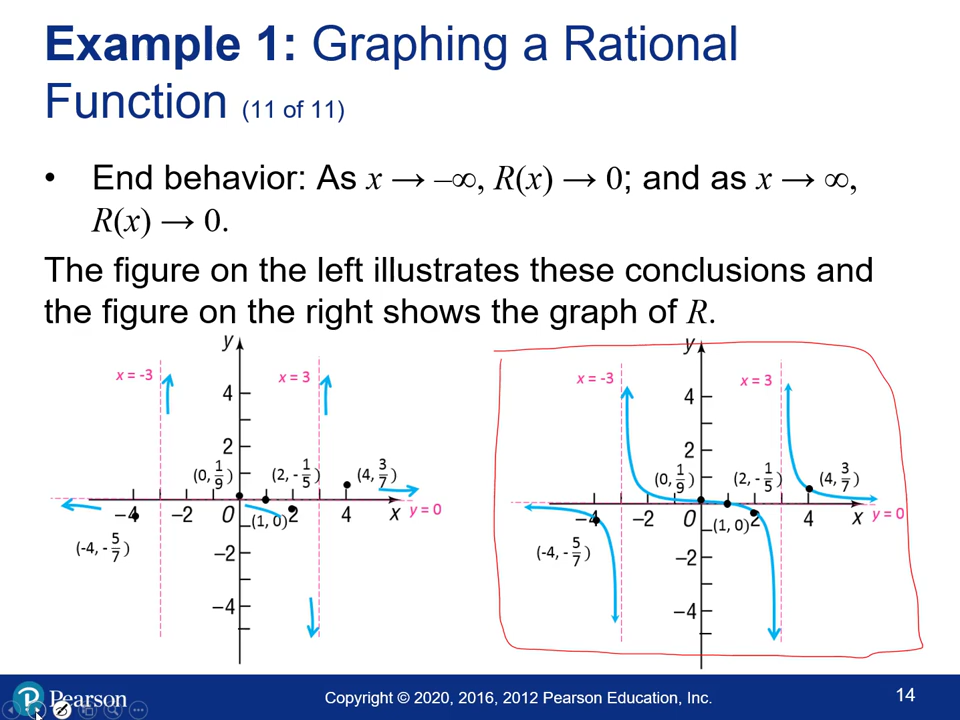 Example 1: Graphing a Rational
Function (11 of 11)
• End behavior: As x → –∞, R(x) → 0; and as x → ∞,
R(x) → 0.
The figure on the left illustrates these conclusions and
the figure on the right shows the graph of R.
y
x = -3
x = 3
4
2
(0, 1/9)
(2, - 1/5)
(4, 3/7)
–4
–2
0
(1, 0)
2
4
x
y = 0
(-4, - 5/7)
–2
–4
y
x = -3
x = 3
4
2
(0, 1/9)
(2, - 1/5)
(4, 3/7)
–4
–2
0
(1, 0)
2
4
x
y = 0
(-4, - 5/7)
–2
–4
P Pearson
Copyright © 2020, 2016, 2012 Pearson Education, Inc.
14